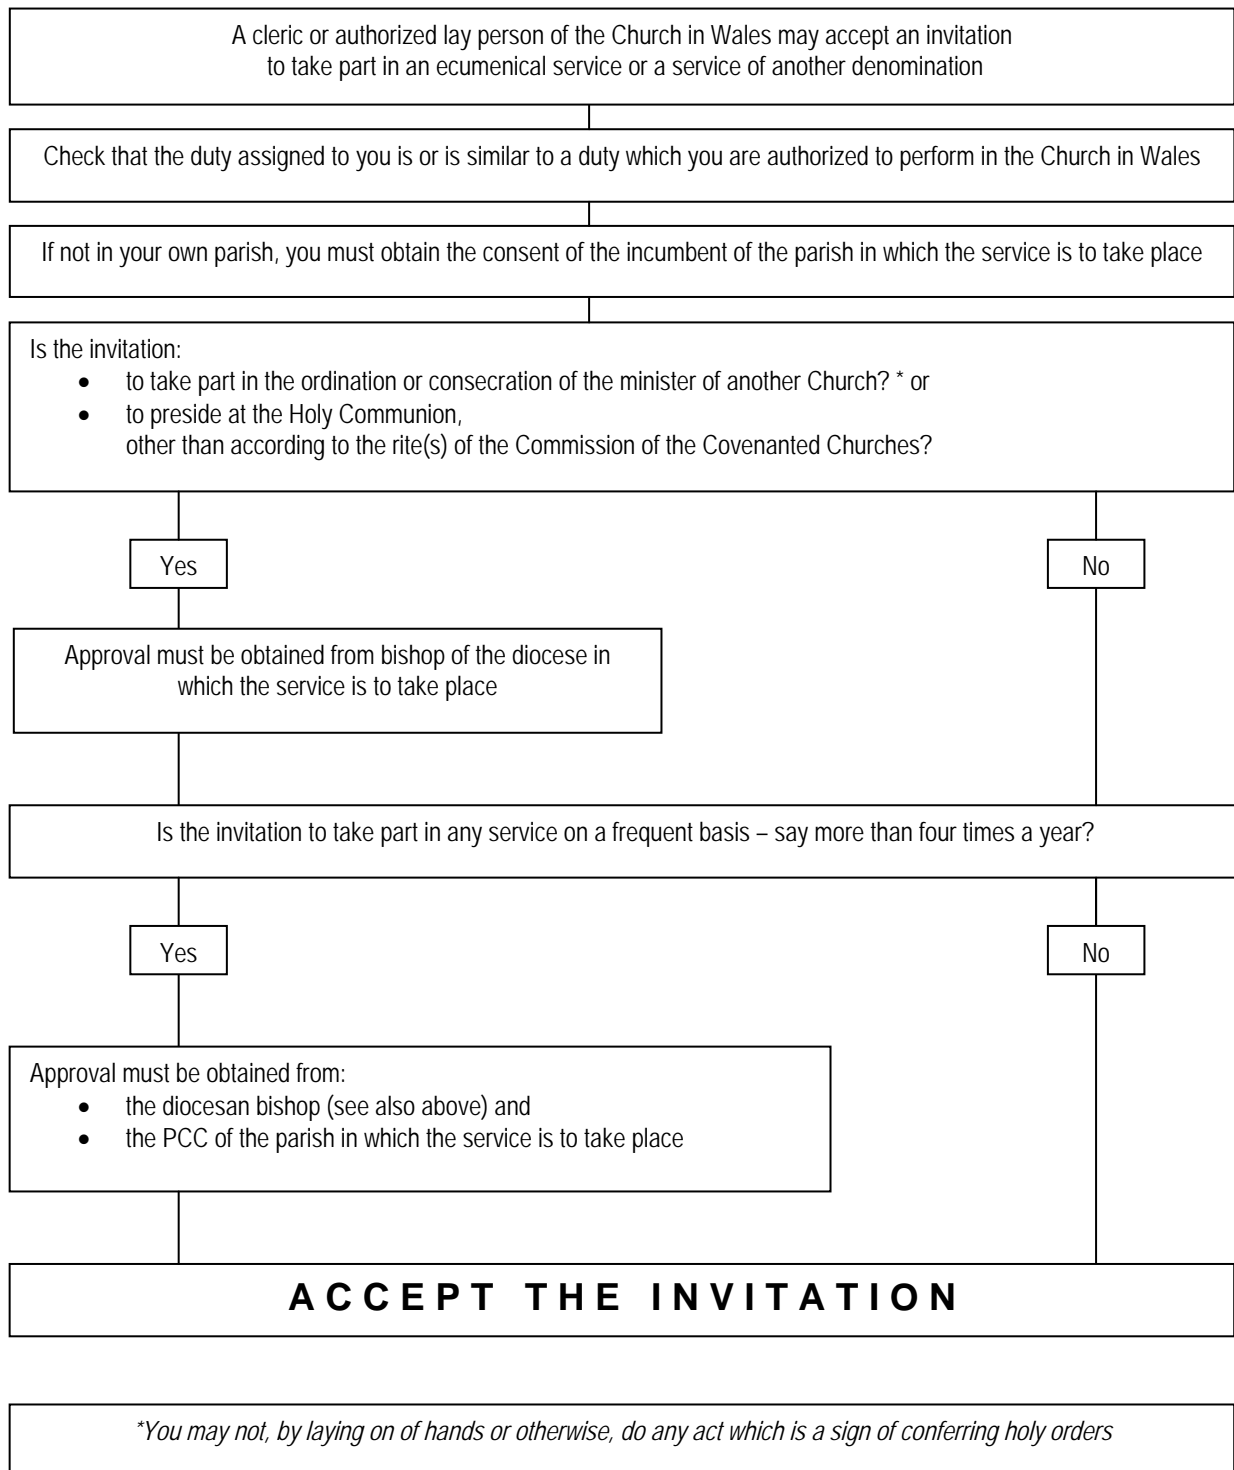 A cleric or authorized lay person of the Church in Wales may accept an invitation
to take part in an ecumenical service or a service of another denomination
Check that the duty assigned to you is or is similar to a duty which you are authorized to perform in the Church in Wales
If not in your own parish, you must obtain the consent of the incumbent of the parish in which the service is to take place
Is the invitation:
• to take part in the ordination or consecration of the minister of another Church? * or
• to preside at the Holy Communion,
other than according to the rite(s) of the Commission of the Covenanted Churches?
Yes
No
Approval must be obtained from bishop of the diocese in
which the service is to take place
Is the invitation to take part in any service on a frequent basis – say more than four times a year?
Yes
No
Approval must be obtained from:
• the diocesan bishop (see also above) and
• the PCC of the parish in which the service is to take place
ACCEPT THE INVITATION
*You may not, by laying on of hands or otherwise, do any act which is a sign of conferring holy orders